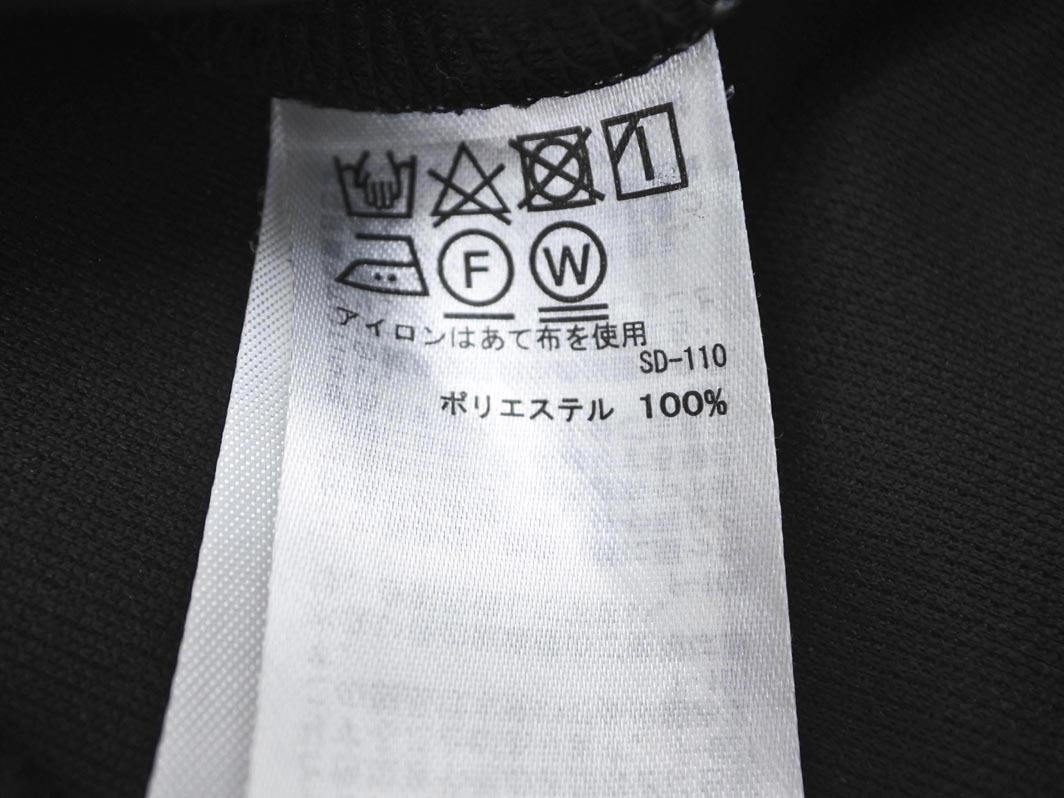 F W
アイロンはあて布を使用
SD-110
ポリエステル 100%